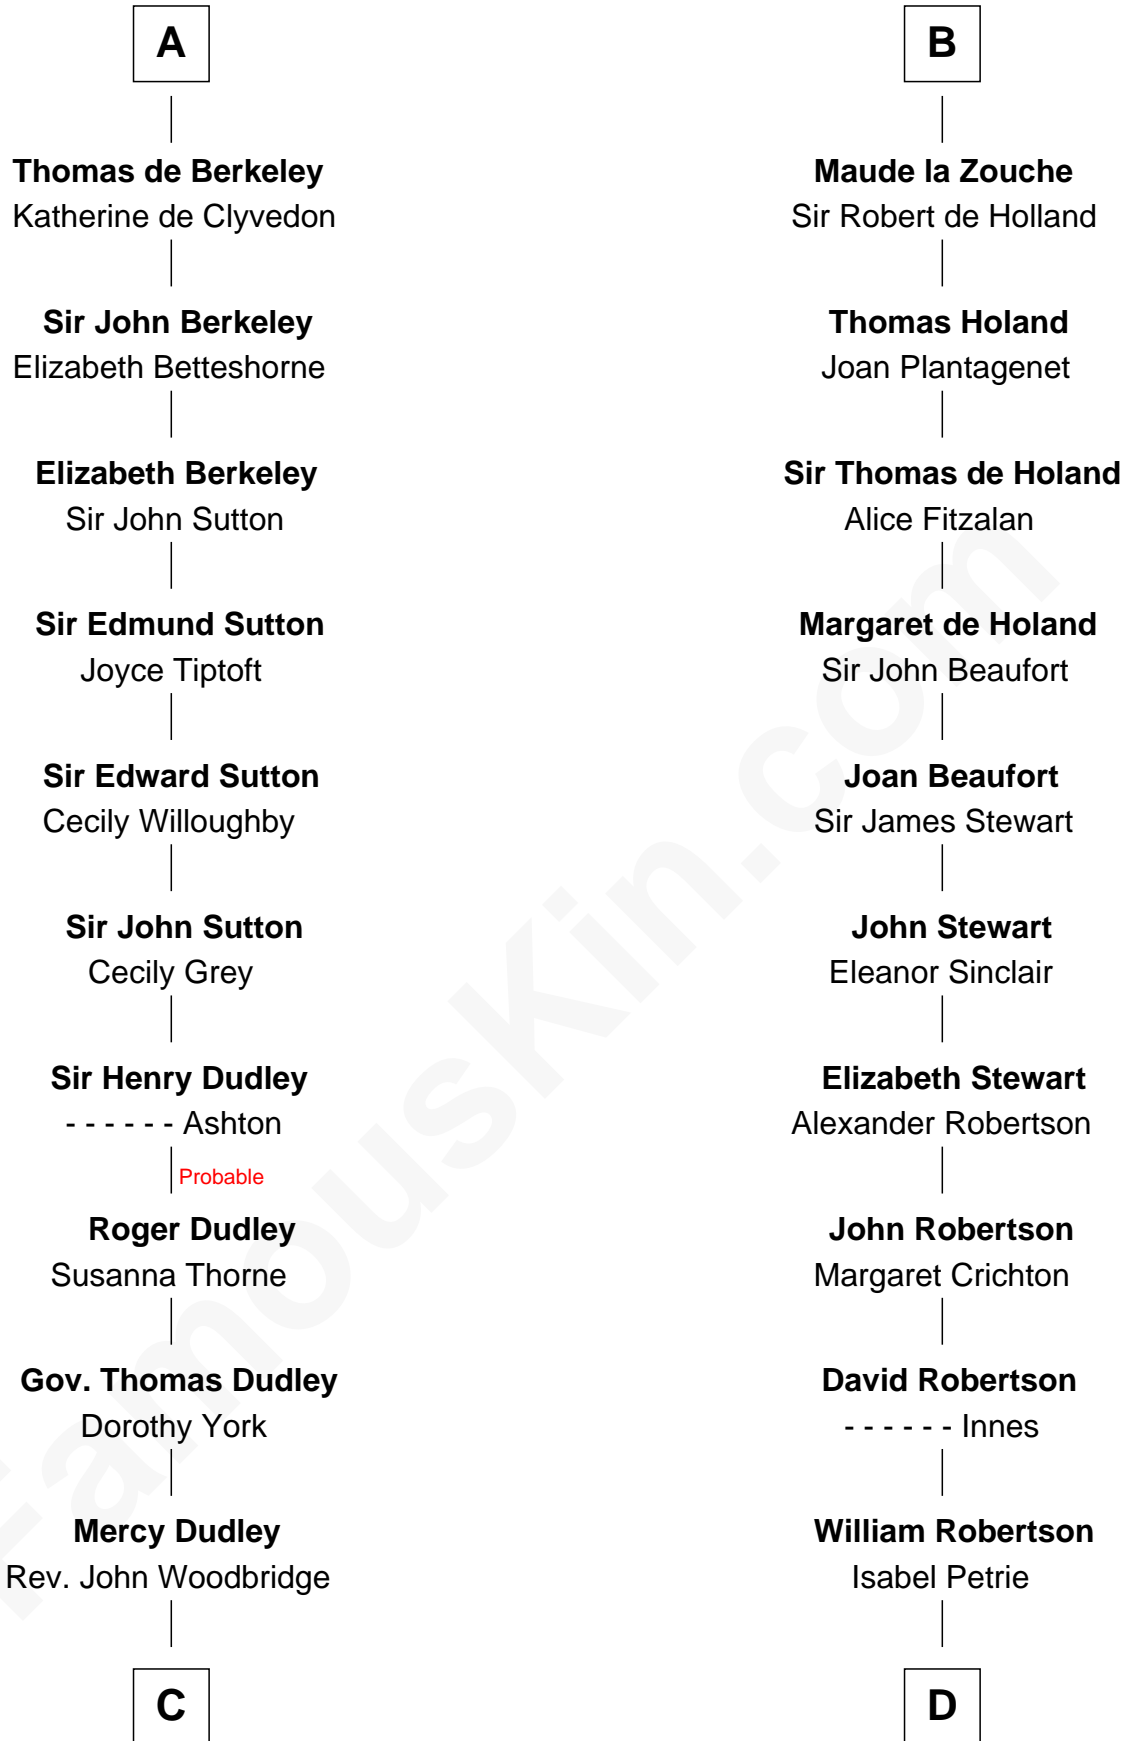 A
Thomas de Berkeley
Katherine de Clyvedon
Sir John Berkeley
Elizabeth Betteshorne
Elizabeth Berkeley
Sir John Sutton
Sir Edmund Sutton
Joyce Tiptoft
Sir Edward Sutton
Cecily Willoughby
Sir John Sutton
Cecily Grey
Sir Henry Dudley
- - - - - - Ashton
Probable
Roger Dudley
Susanna Thorne
Gov. Thomas Dudley
Dorothy York
Mercy Dudley
Rev. John Woodbridge
C
B
Maude la Zouche
Sir Robert de Holland
Thomas Holand
Joan Plantagenet
Sir Thomas de Holand
Alice Fitzalan
Margaret de Holand
Sir John Beaufort
Joan Beaufort
Sir James Stewart
John Stewart
Eleanor Sinclair
Elizabeth Stewart
Alexander Robertson
John Robertson
Margaret Crichton
David Robertson
- - - - - - Innes
William Robertson
Isabel Petrie
D
FamousKin.com